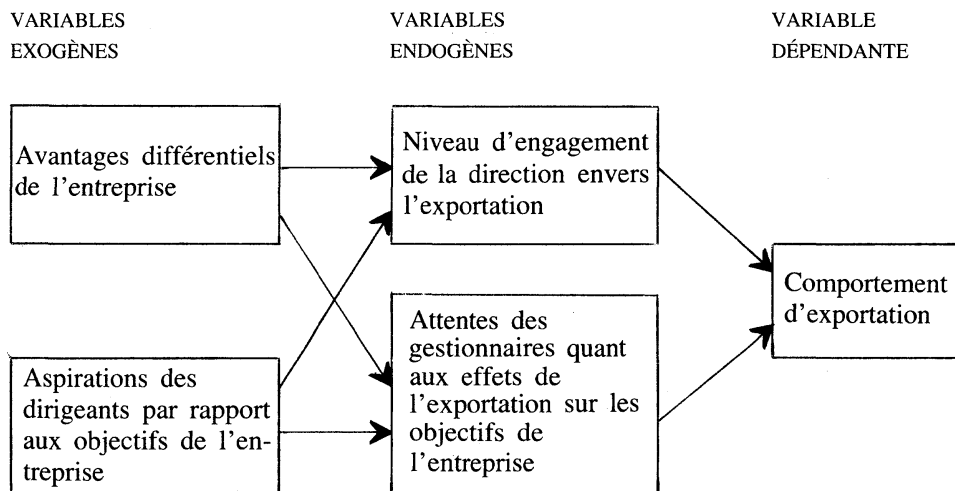 VARIABLES
EXOGÈNES
VARIABLES
ENDOGÈNES
VARIABLE
DÉPENDANTE
Avantages différentiels
de l'entreprise
Niveau d'engagement
de la direction envers
l'exportation
Aspirations des
dirigeants par rapport
aux objectifs de l'en-
treprise
Attentes des
gestionnaires quant
aux effets de
l'exportation sur les
objectifs de
l'entreprise
Comportement
d'exportation